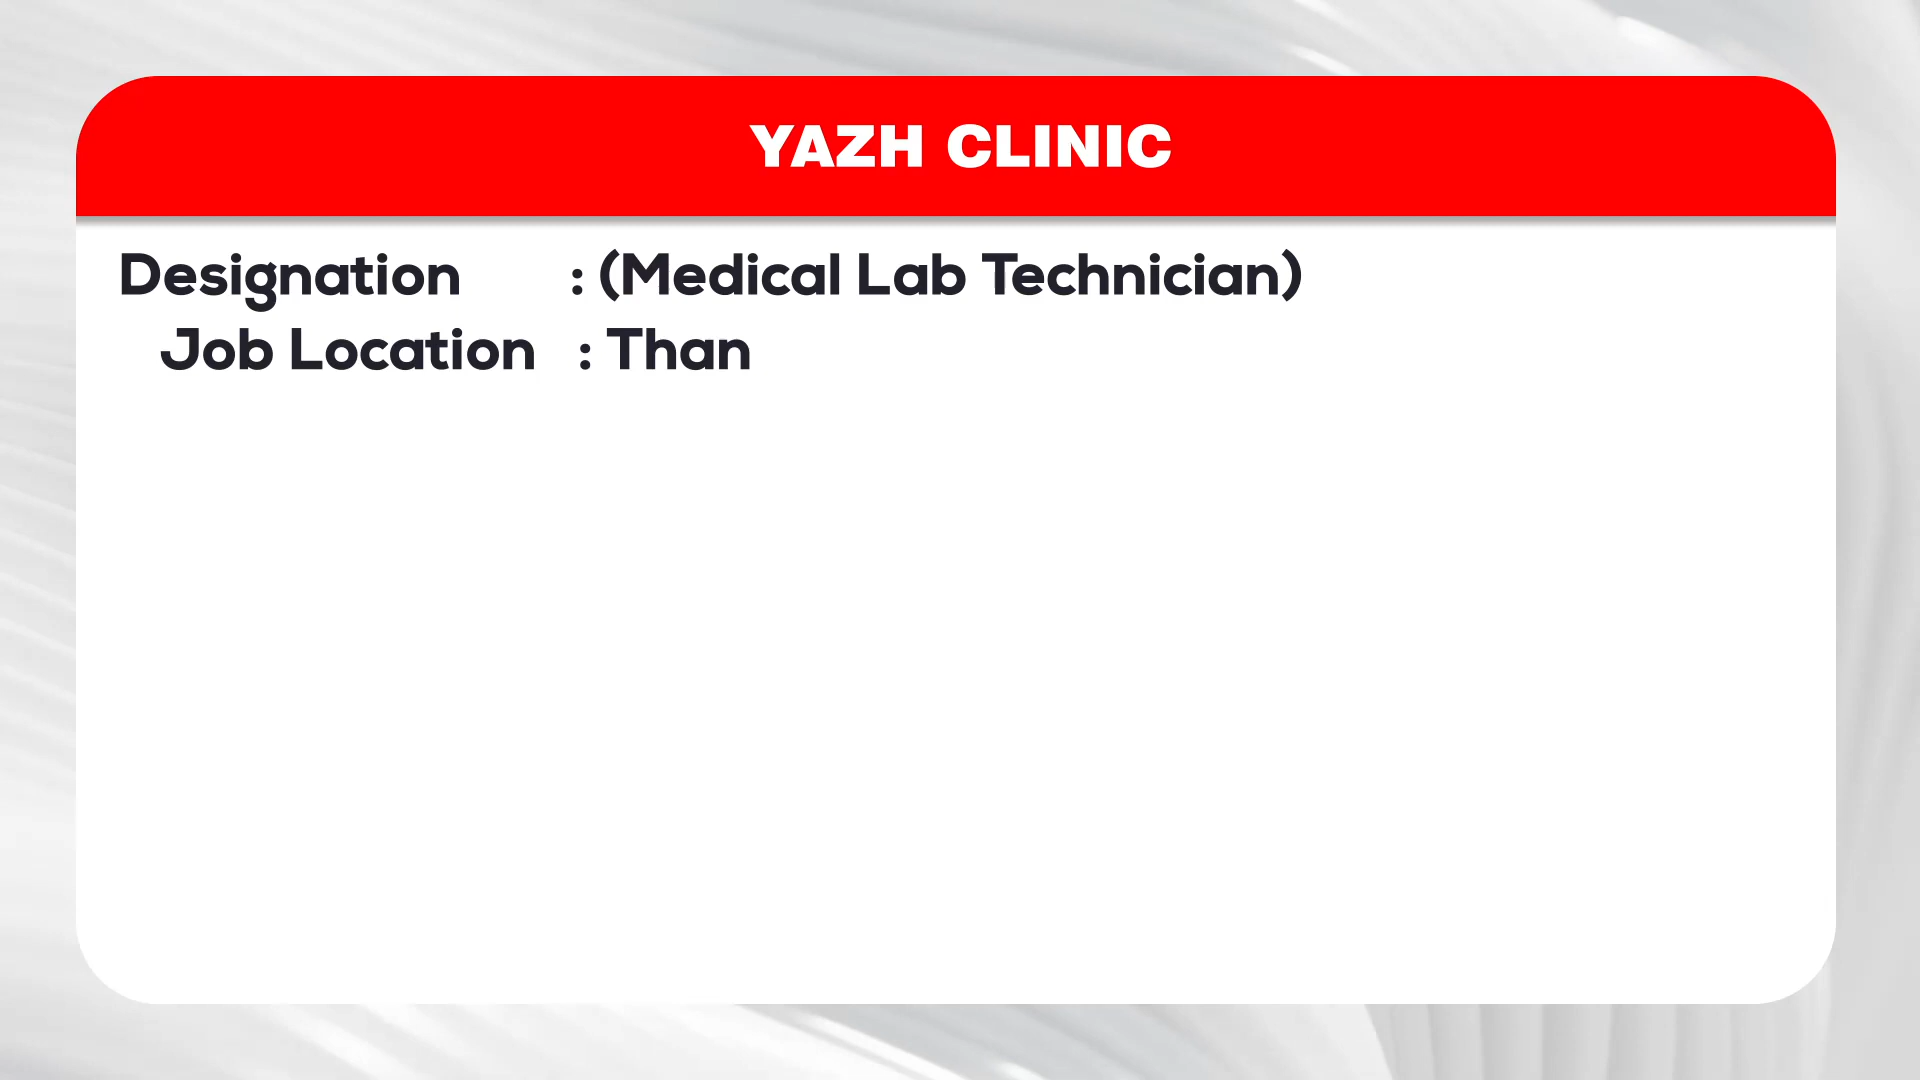 YAZH CLINIC
Designation : (Medical Lab Technician)
Job Location : Than